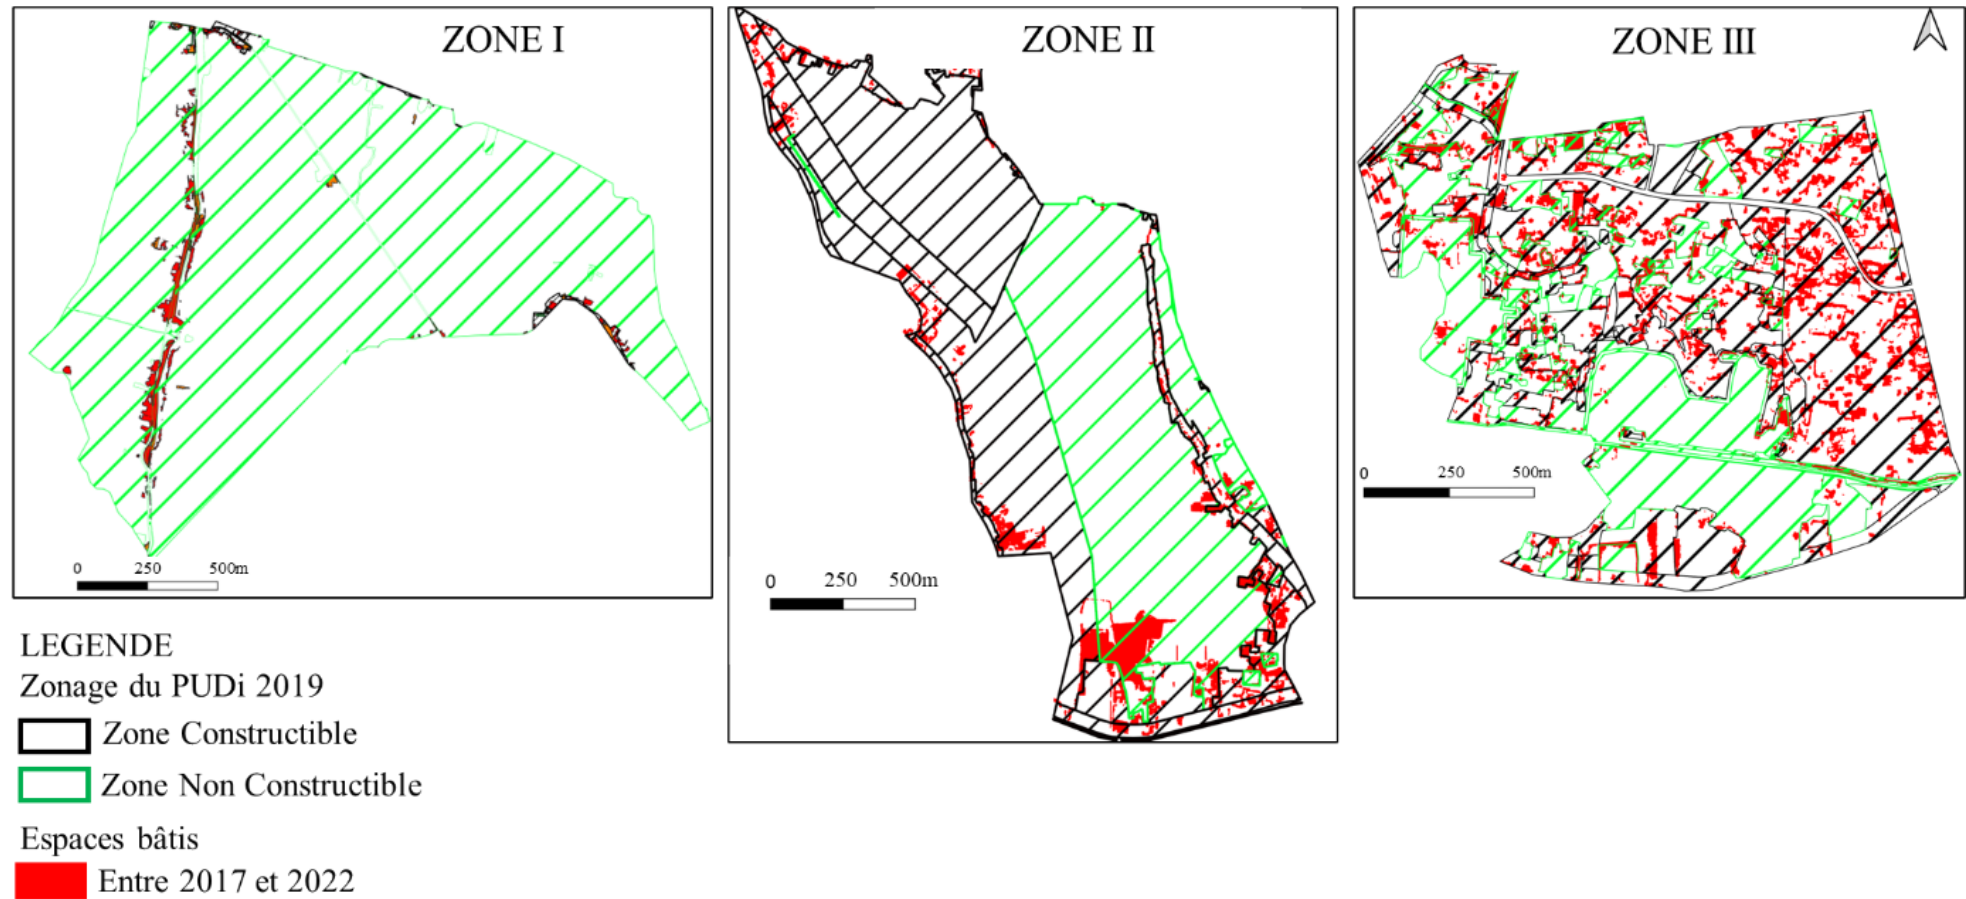 ZONE I
ZONE II
ZONE III
0 250 500m
0 250 500m
0 250 500m
LEGENDE
Zonage du PUDi 2019
Zone Constructible
Zone Non Constructible
Espaces bâtis
Entre 2017 et 2022